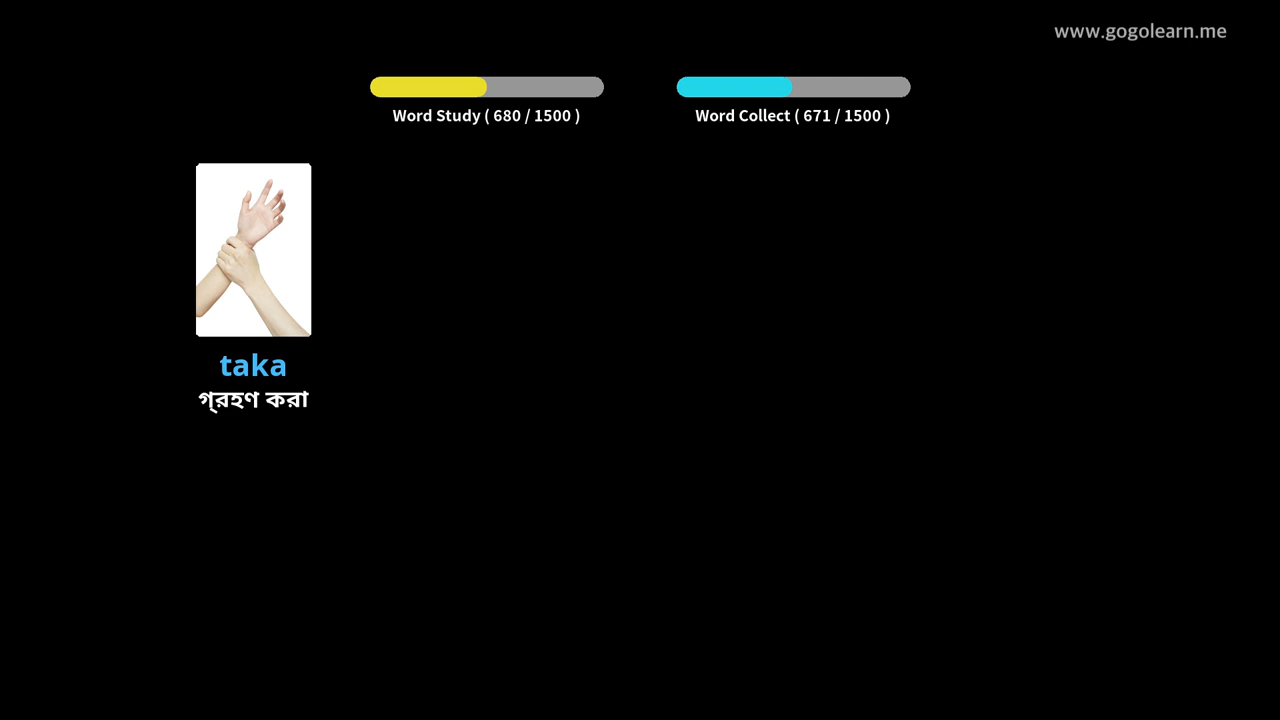 www.gogolearn.me
Word Study ( 680 / 1500 )
Word Collect ( 671 / 1500 )
taka
গ্রহণ করা